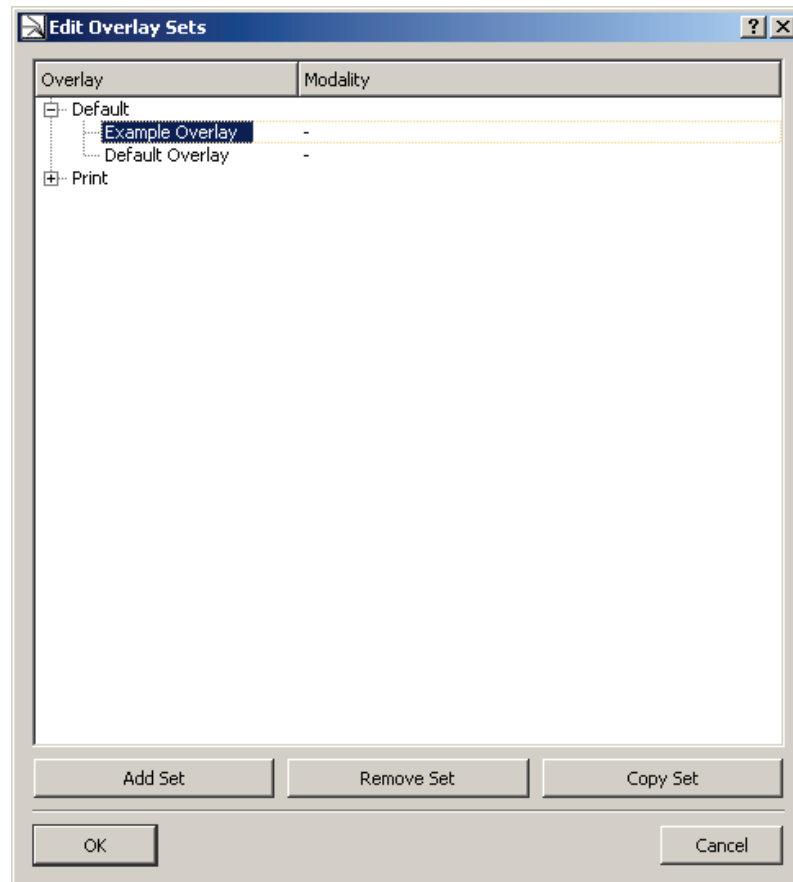 Edit Overlay Sets
Overlay Modality
Default
Example Overlay -
Default Overlay -
Print
Add Set Remove Set Copy Set
OK Cancel